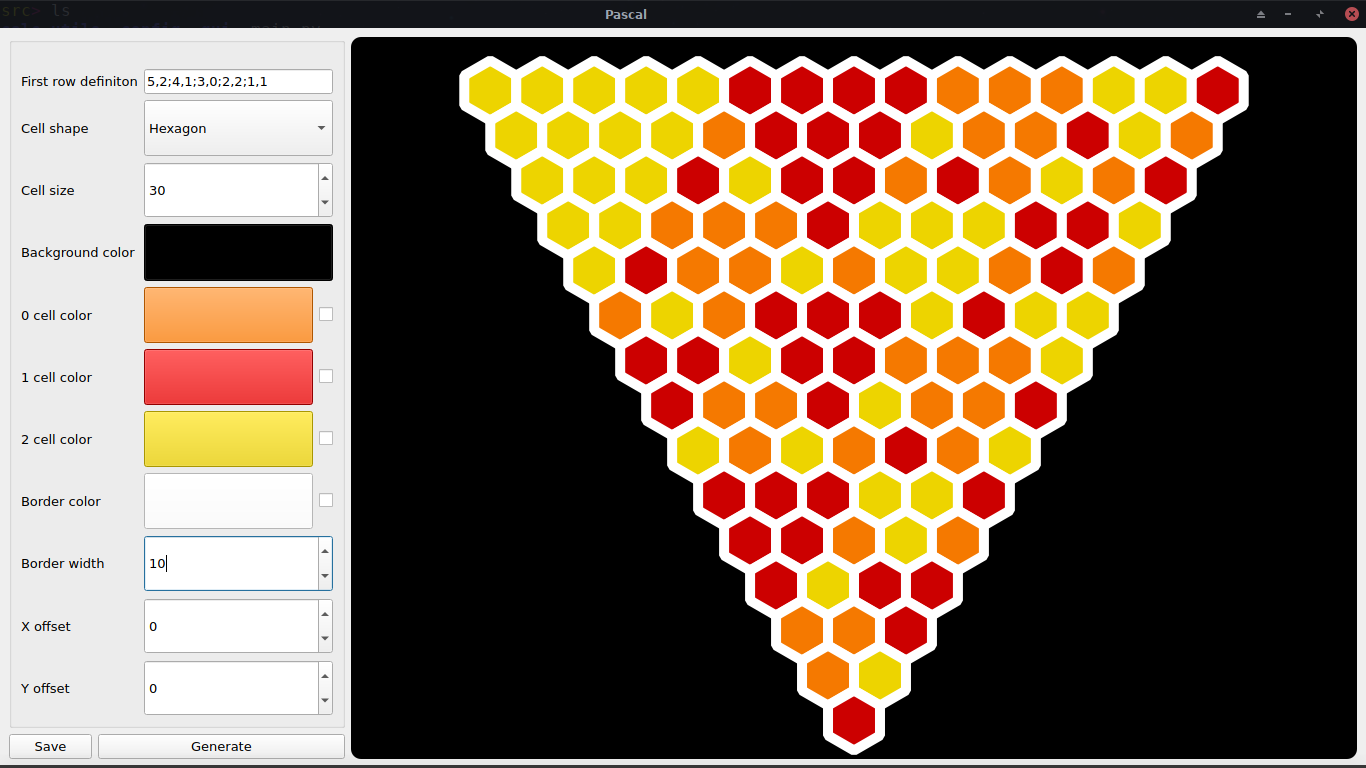 src> ls
Pascal
First row definiton 5,2;4,1;3,0;2,2;1,1
Cell shape Hexagon
Cell size 30
Background color
0 cell color
1 cell color
2 cell color
Border color
Border width 10
X offset 0
Y offset 0
Save Generate